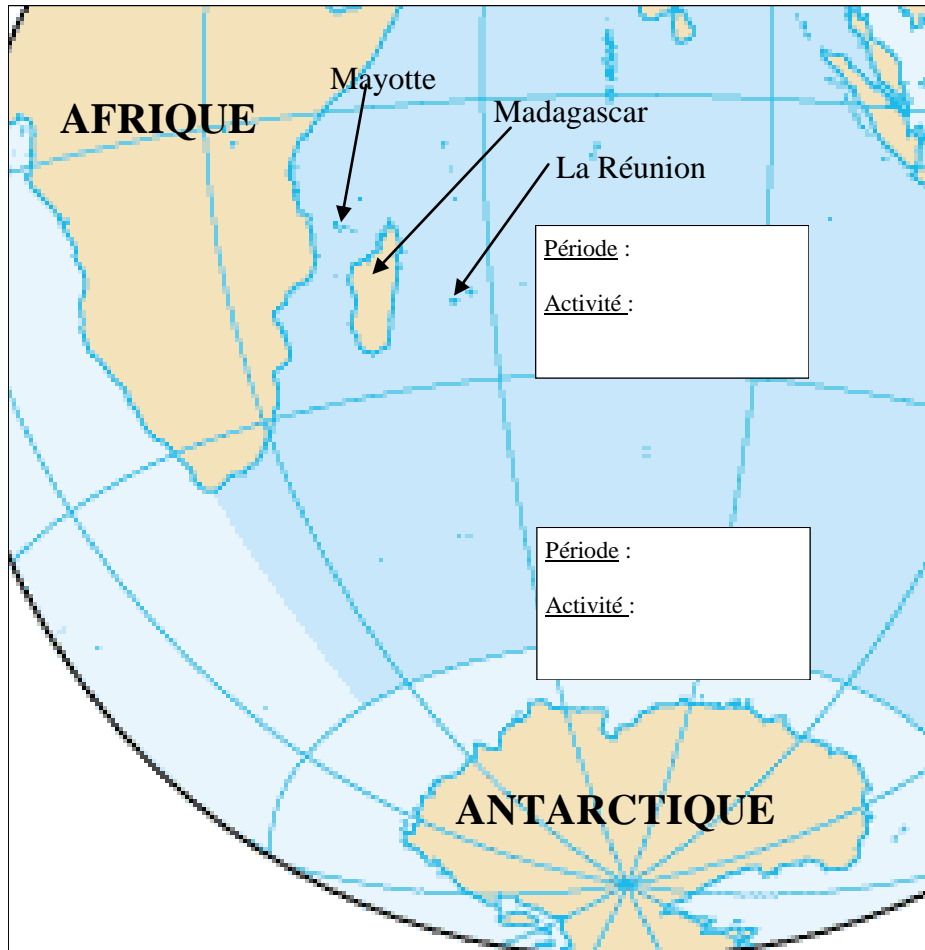 Mayotte
AFRIQUE
Madagascar
La Réunion
Période :
Activité :
Période :
Activité :
ANTARCTIQUE